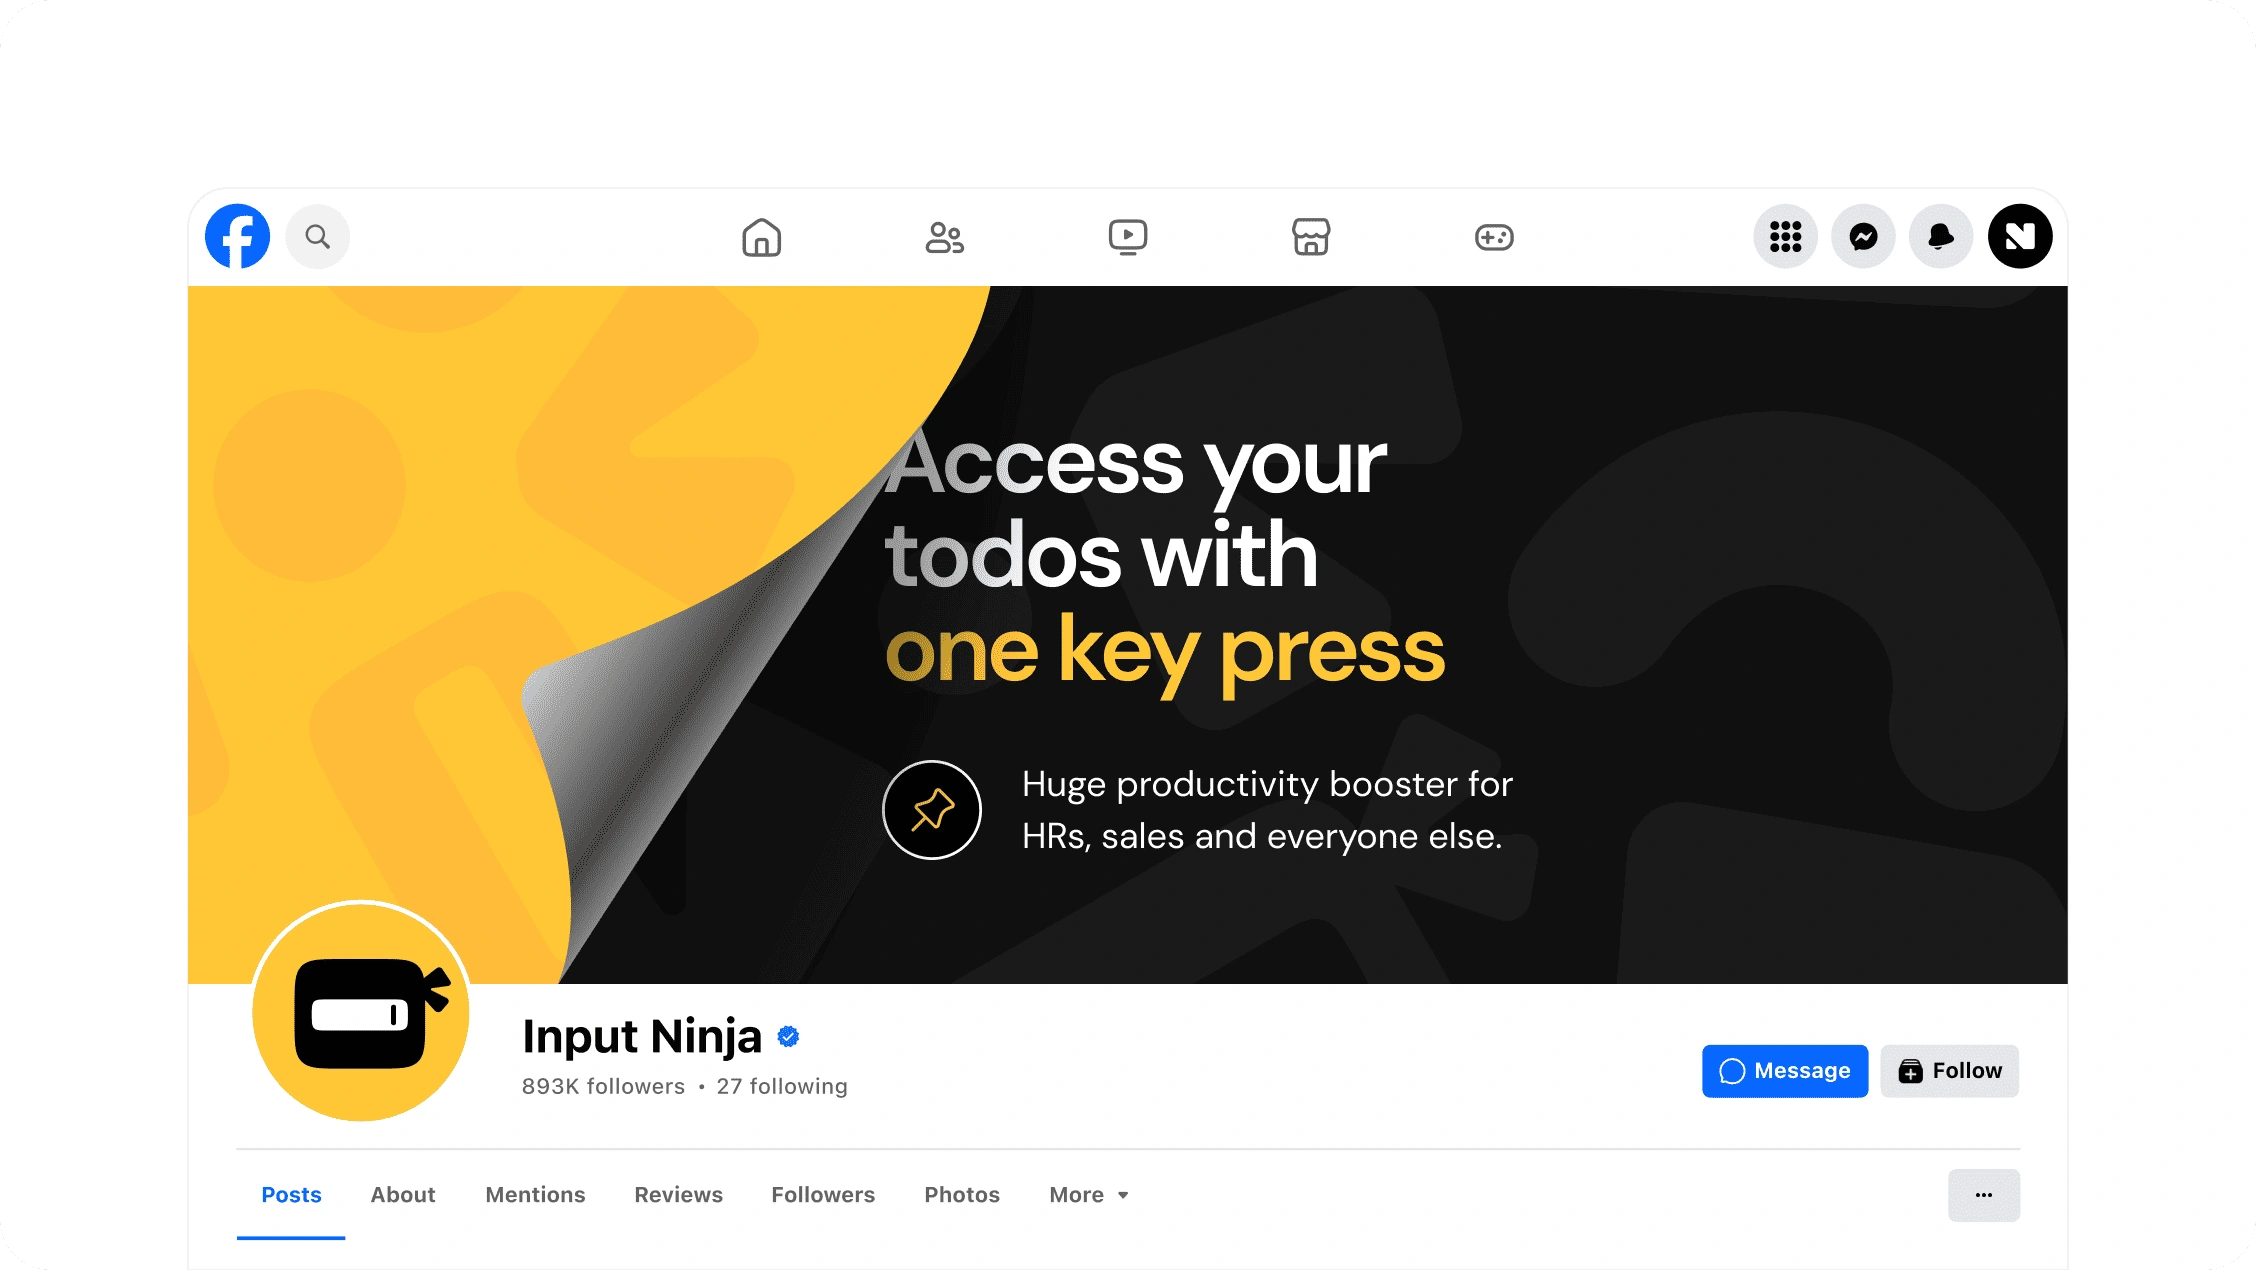 Access your
todos with
one key press
Huge productivity booster for
HRs, sales and everyone else.
Input Ninja
893K followers • 27 following
Message
Follow
Posts
About
Mentions
Reviews
Followers
Photos
More